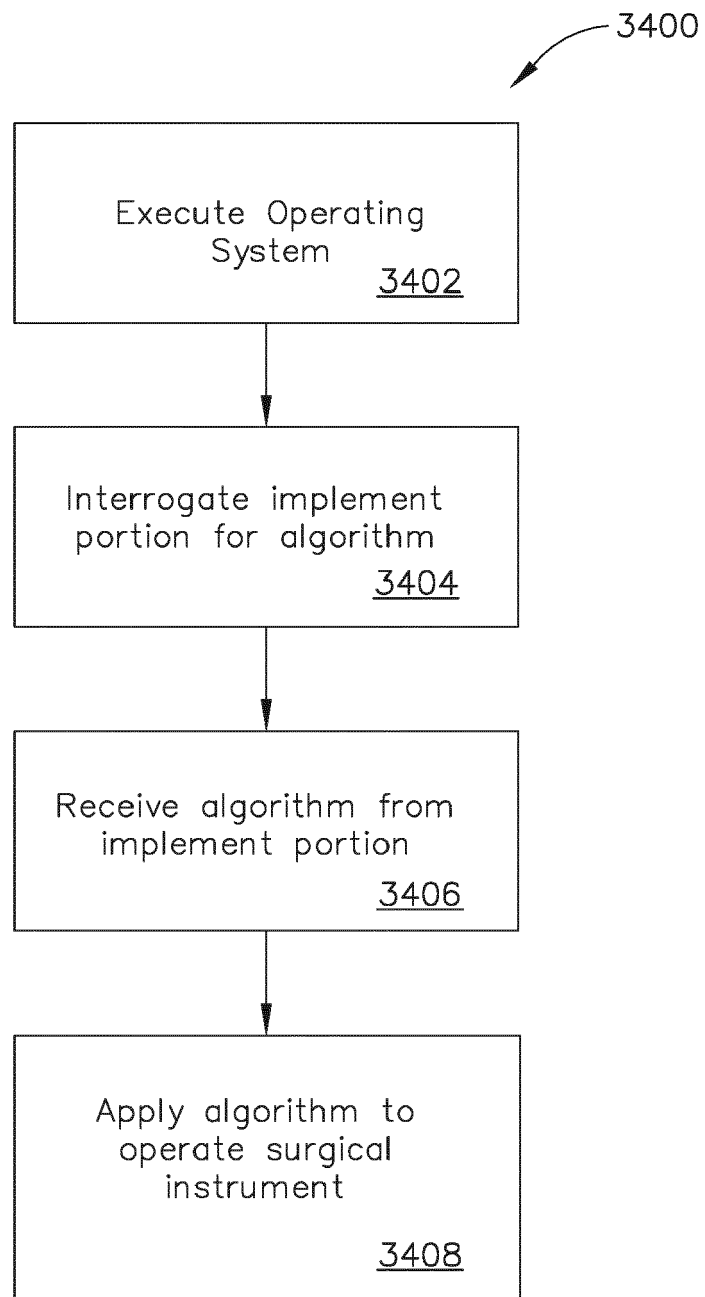 3400
Execute Operating
System
3402
Interrogate implement
portion for algorithm
3404
Receive algorithm from
implement portion
3406
Apply algorithm to
operate surgical
instrument
3408